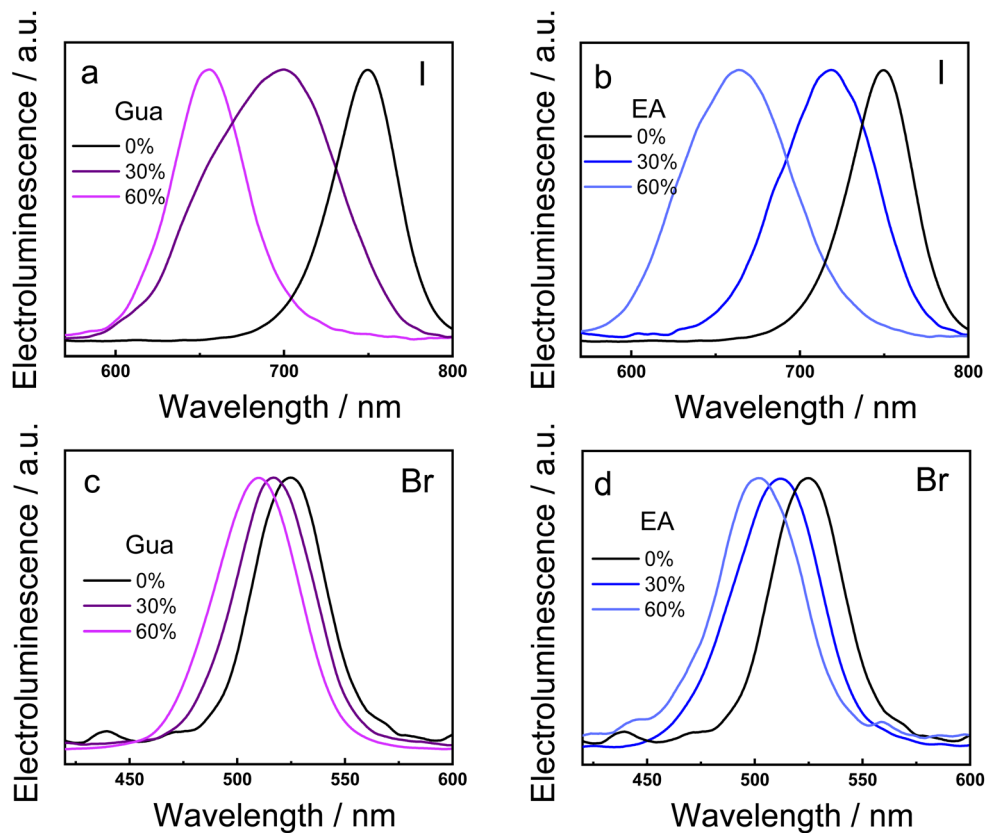 Electroluminescence / a.u.
a
I
Gua
0%
30%
60%
600
700
800
Wavelength / nm
Electroluminescence / a.u.
b
I
EA
0%
30%
60%
600
700
800
Wavelength / nm
Electroluminescence / a.u.
c
Br
Gua
0%
30%
60%
450
500
550
600
Wavelength / nm
Electroluminescence / a.u.
d
Br
EA
0%
30%
60%
450
500
550
600
Wavelength / nm